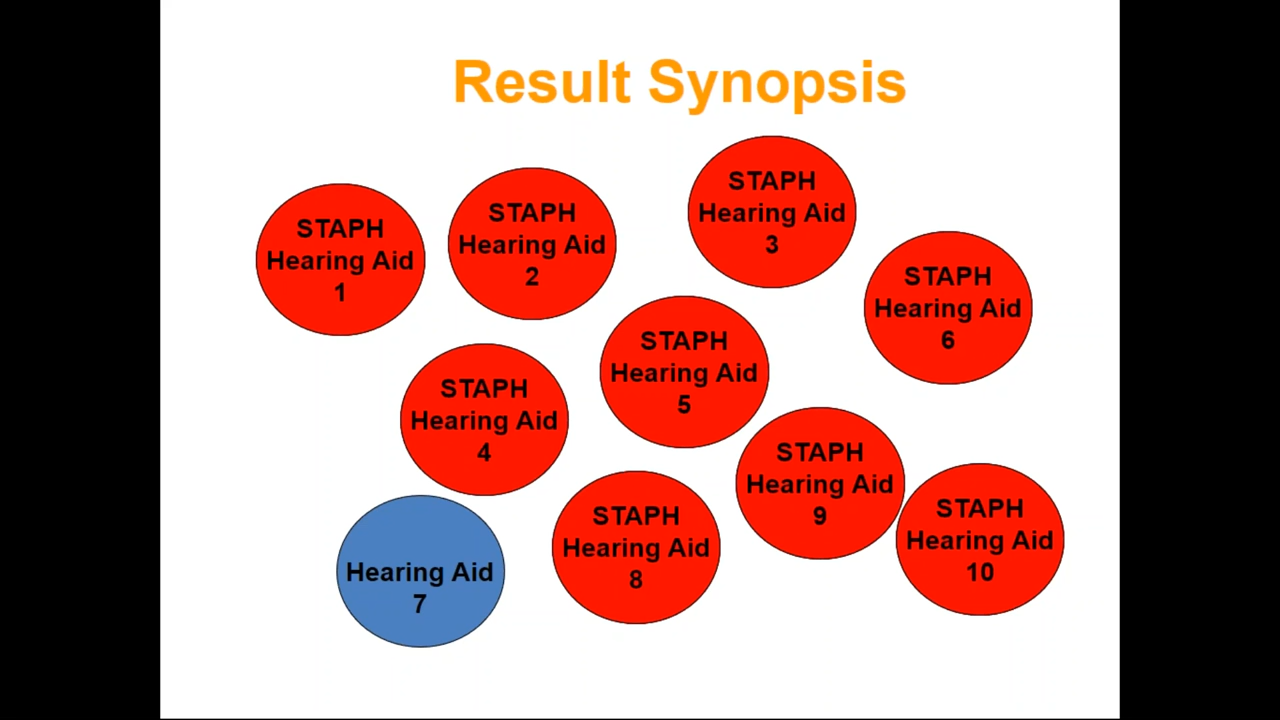 Result Synopsis
STAPH
Hearing Aid
1
STAPH
Hearing Aid
2
STAPH
Hearing Aid
3
STAPH
Hearing Aid
4
STAPH
Hearing Aid
5
STAPH
Hearing Aid
6
Hearing Aid
7
STAPH
Hearing Aid
8
STAPH
Hearing Aid
9
STAPH
Hearing Aid
10